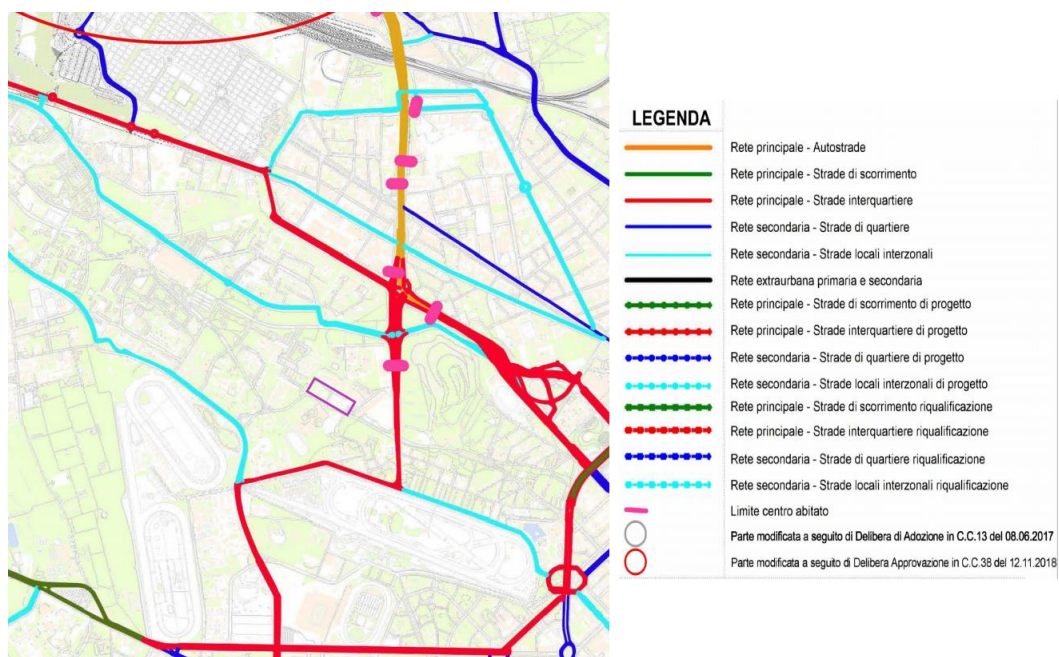 LEGENDA
Rete principale - Autostrade
Rete principale - Strade di scorrimento
Rete principale - Strade interquartiere
Rete secondaria - Strade di quartiere
Rete secondaria - Strade locali interzonali
Rete extraurbana primaria e secondaria
Rete principale - Strade di scorrimento di progetto
Rete principale - Strade interquartiere di progetto
Rete secondaria - Strade di quartiere di progetto
Rete secondaria - Strade locali interzonali di progetto
Rete principale - Strade di scorrimento riqualificazione
Rete principale - Strade interquartiere riqualificazione
Rete secondaria - Strade di quartiere riqualificazione
Rete secondaria - Strade locali interzonali riqualificazione
Limite centro abitato
Parte modificata a seguito di Delibera di Adozione in C.C.13 del 08.06.2017
Parte modificata a seguito di Delibera Approvazione in C.C.38 del 12.11.2018